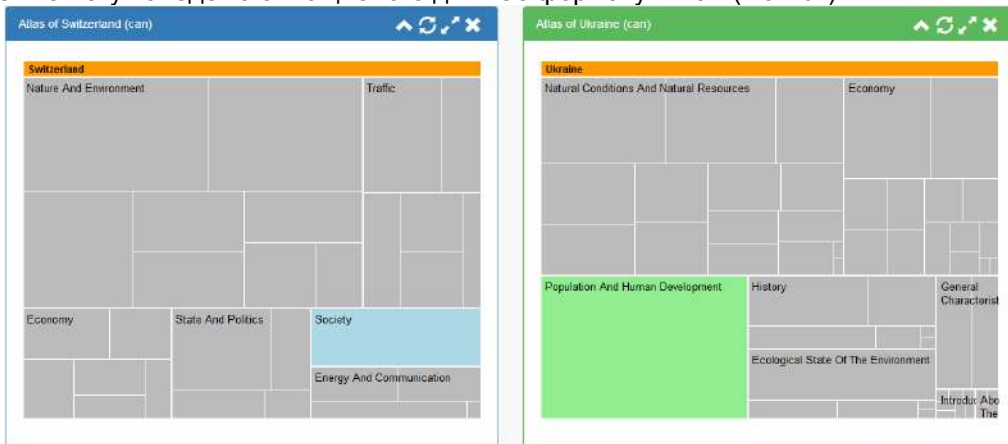 Atlas of Switzerland (can)
Switzerland
Nature And Environment
Traffic
Economy
State And Politics
Society
Energy And Communication
Atlas of Ukraine (can)
Ukraine
Natural Conditions And Natural Resources
Economy
Population And Human Development
History
General
Characterist
Ecological State Of The Environment
Introduc
Abo
The